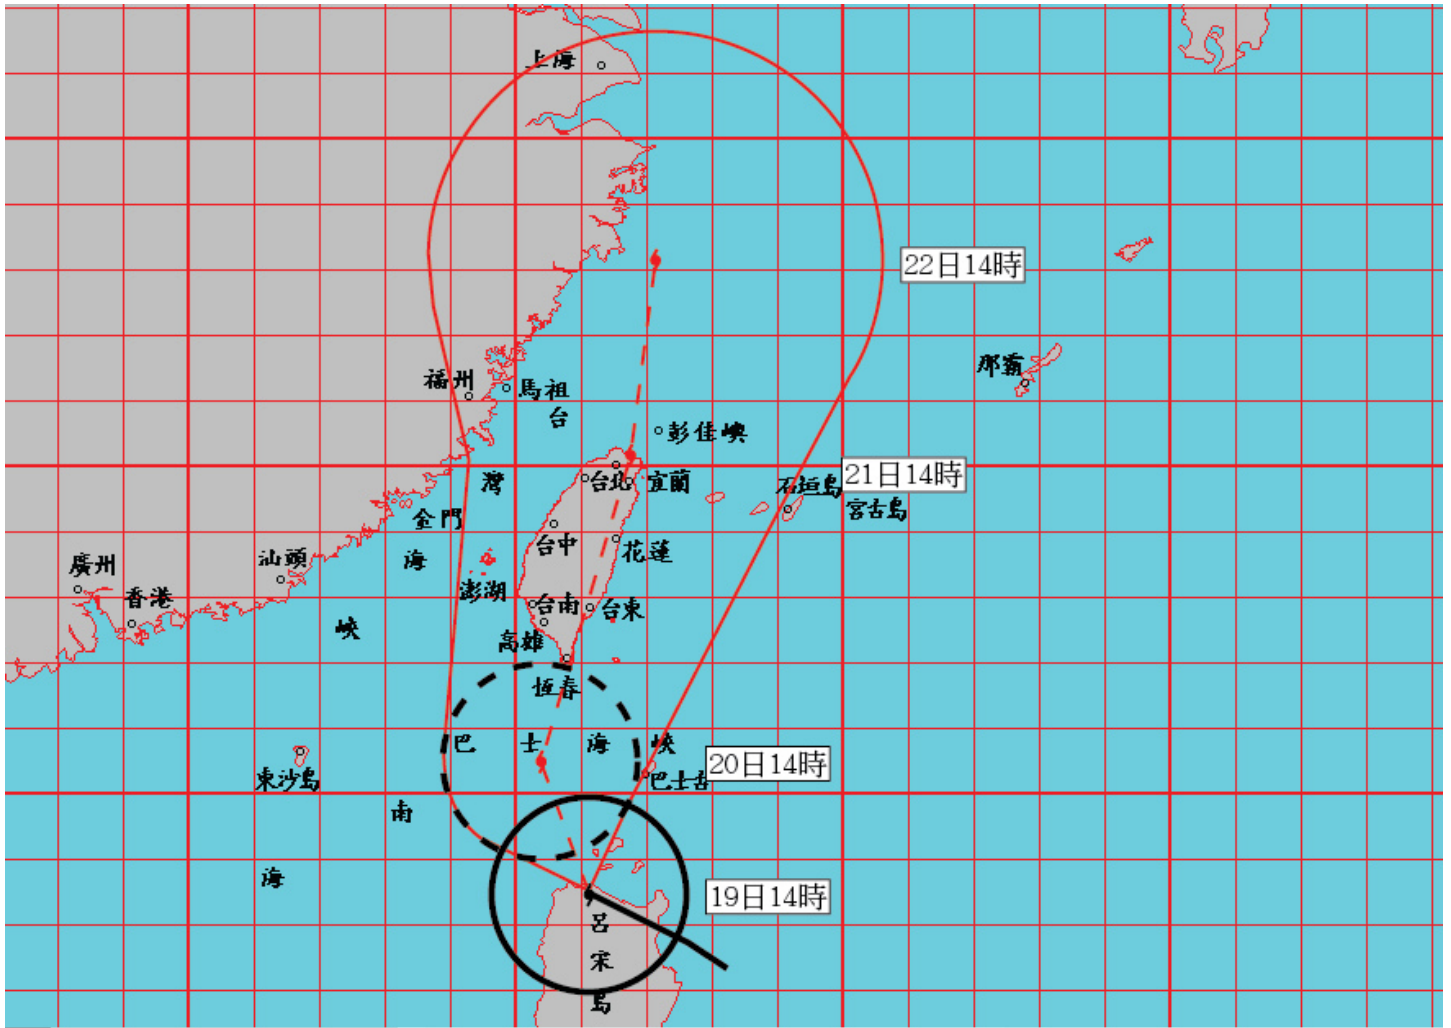 上海
22日14時
那霸
福州
馬祖
台
彭佳嶼
灣
台北
宜蘭
石垣島
21日14時
宮古島
金門
台中
花蓮
海
汕頭
廣州
香港
澎湖
台南
台東
峽
高雄
恆春
巴 士 海 峽
20日14時
東沙島
巴士古
南
海
19日14時
呂
宋
島